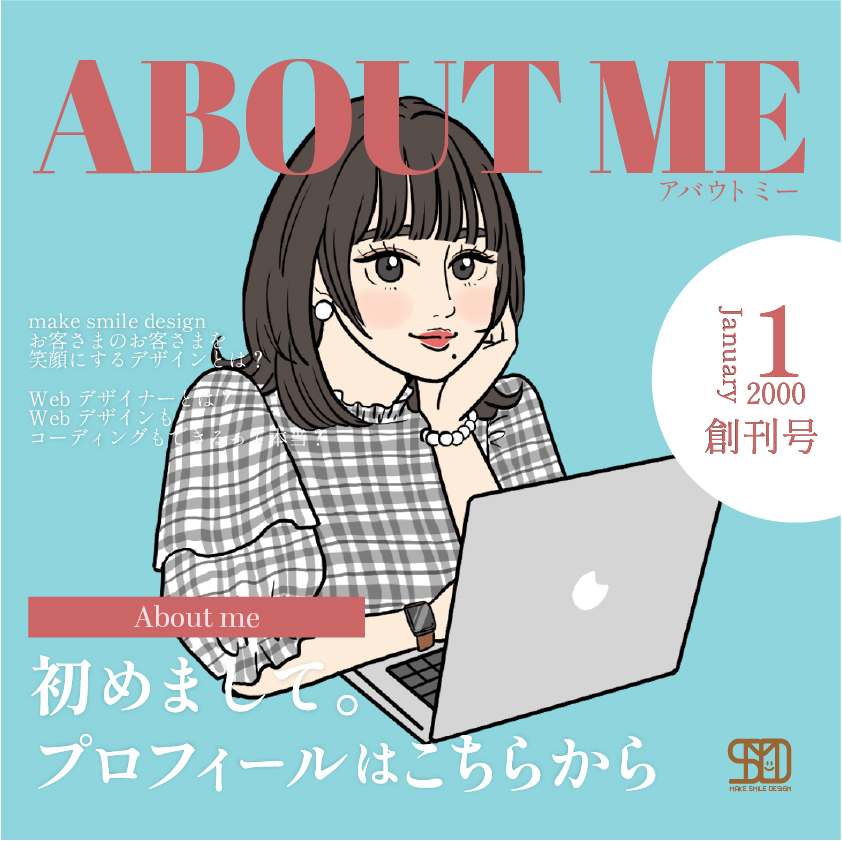 ABOUT ME
アバウトミー
January
1
2000
創刊号
make smile design
お客さまのお客さまを
笑顔にするデザインとは?
Web デザイナーとは?
Web デザインも
コーディングもできるって本当?
About me
初めまして。
プロフィールはこちらから
SMD
MAKE SMILE DESIGN